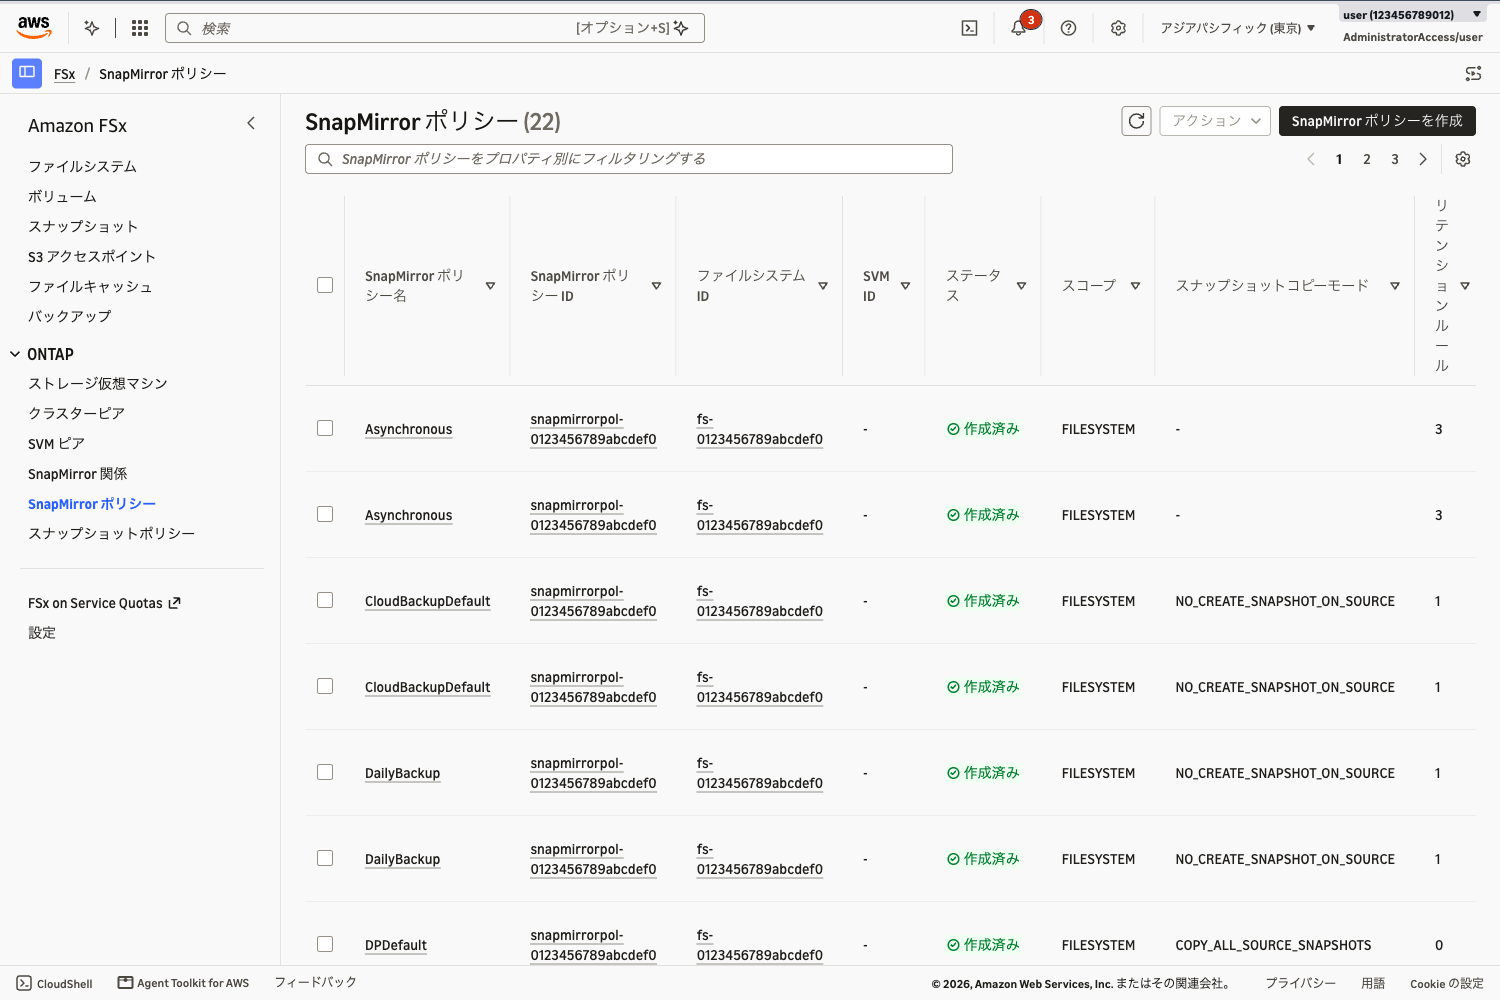 aws
検索
[オプション+S]
3
アジアパシフィック (東京) ▼
user (123456789012) ▼
AdministratorAccess/user
FSx / SnapMirror ポリシー
Amazon FSx
ファイルシステム
ボリューム
スナップショット
S3 アクセスポイント
ファイルキャッシュ
バックアップ
ONTAP
ストレージ仮想マシン
クラスターピア
SVM ピア
SnapMirror 関係
SnapMirror ポリシー
スナップショットポリシー
FSx on Service Quotas
設定
SnapMirror ポリシー (22)
アクション
SnapMirror ポリシーを作成
SnapMirror ポリシーをプロパティ別にフィルタリングする
1 2 3
SnapMirror ポリ
シー名
SnapMirror ポリ
シー ID
ファイルシステム
ID
SVM
ID
ステータ
ス
スコープ
スナップショットコピーモード
リテンションルール
Asynchronous
snapmirrorpol-
0123456789abcdef0
fs-
0123456789abcdef0
-
作成済み
FILESYSTEM
-
3
Asynchronous
snapmirrorpol-
0123456789abcdef0
fs-
0123456789abcdef0
-
作成済み
FILESYSTEM
-
3
CloudBackupDefault
snapmirrorpol-
0123456789abcdef0
fs-
0123456789abcdef0
-
作成済み
FILESYSTEM
NO_CREATE_SNAPSHOT_ON_SOURCE
1
CloudBackupDefault
snapmirrorpol-
0123456789abcdef0
fs-
0123456789abcdef0
-
作成済み
FILESYSTEM
NO_CREATE_SNAPSHOT_ON_SOURCE
1
DailyBackup
snapmirrorpol-
0123456789abcdef0
fs-
0123456789abcdef0
-
作成済み
FILESYSTEM
NO_CREATE_SNAPSHOT_ON_SOURCE
1
DailyBackup
snapmirrorpol-
0123456789abcdef0
fs-
0123456789abcdef0
-
作成済み
FILESYSTEM
NO_CREATE_SNAPSHOT_ON_SOURCE
1
DPDefault
snapmirrorpol-
0123456789abcdef0
fs-
0123456789abcdef0
-
作成済み
FILESYSTEM
COPY_ALL_SOURCE_SNAPSHOTS
0
CloudShell
Agent Toolkit for AWS
フィードバック
© 2026, Amazon Web Services, Inc. またはその関連会社。
プライバシー
用語
Cookie の設定